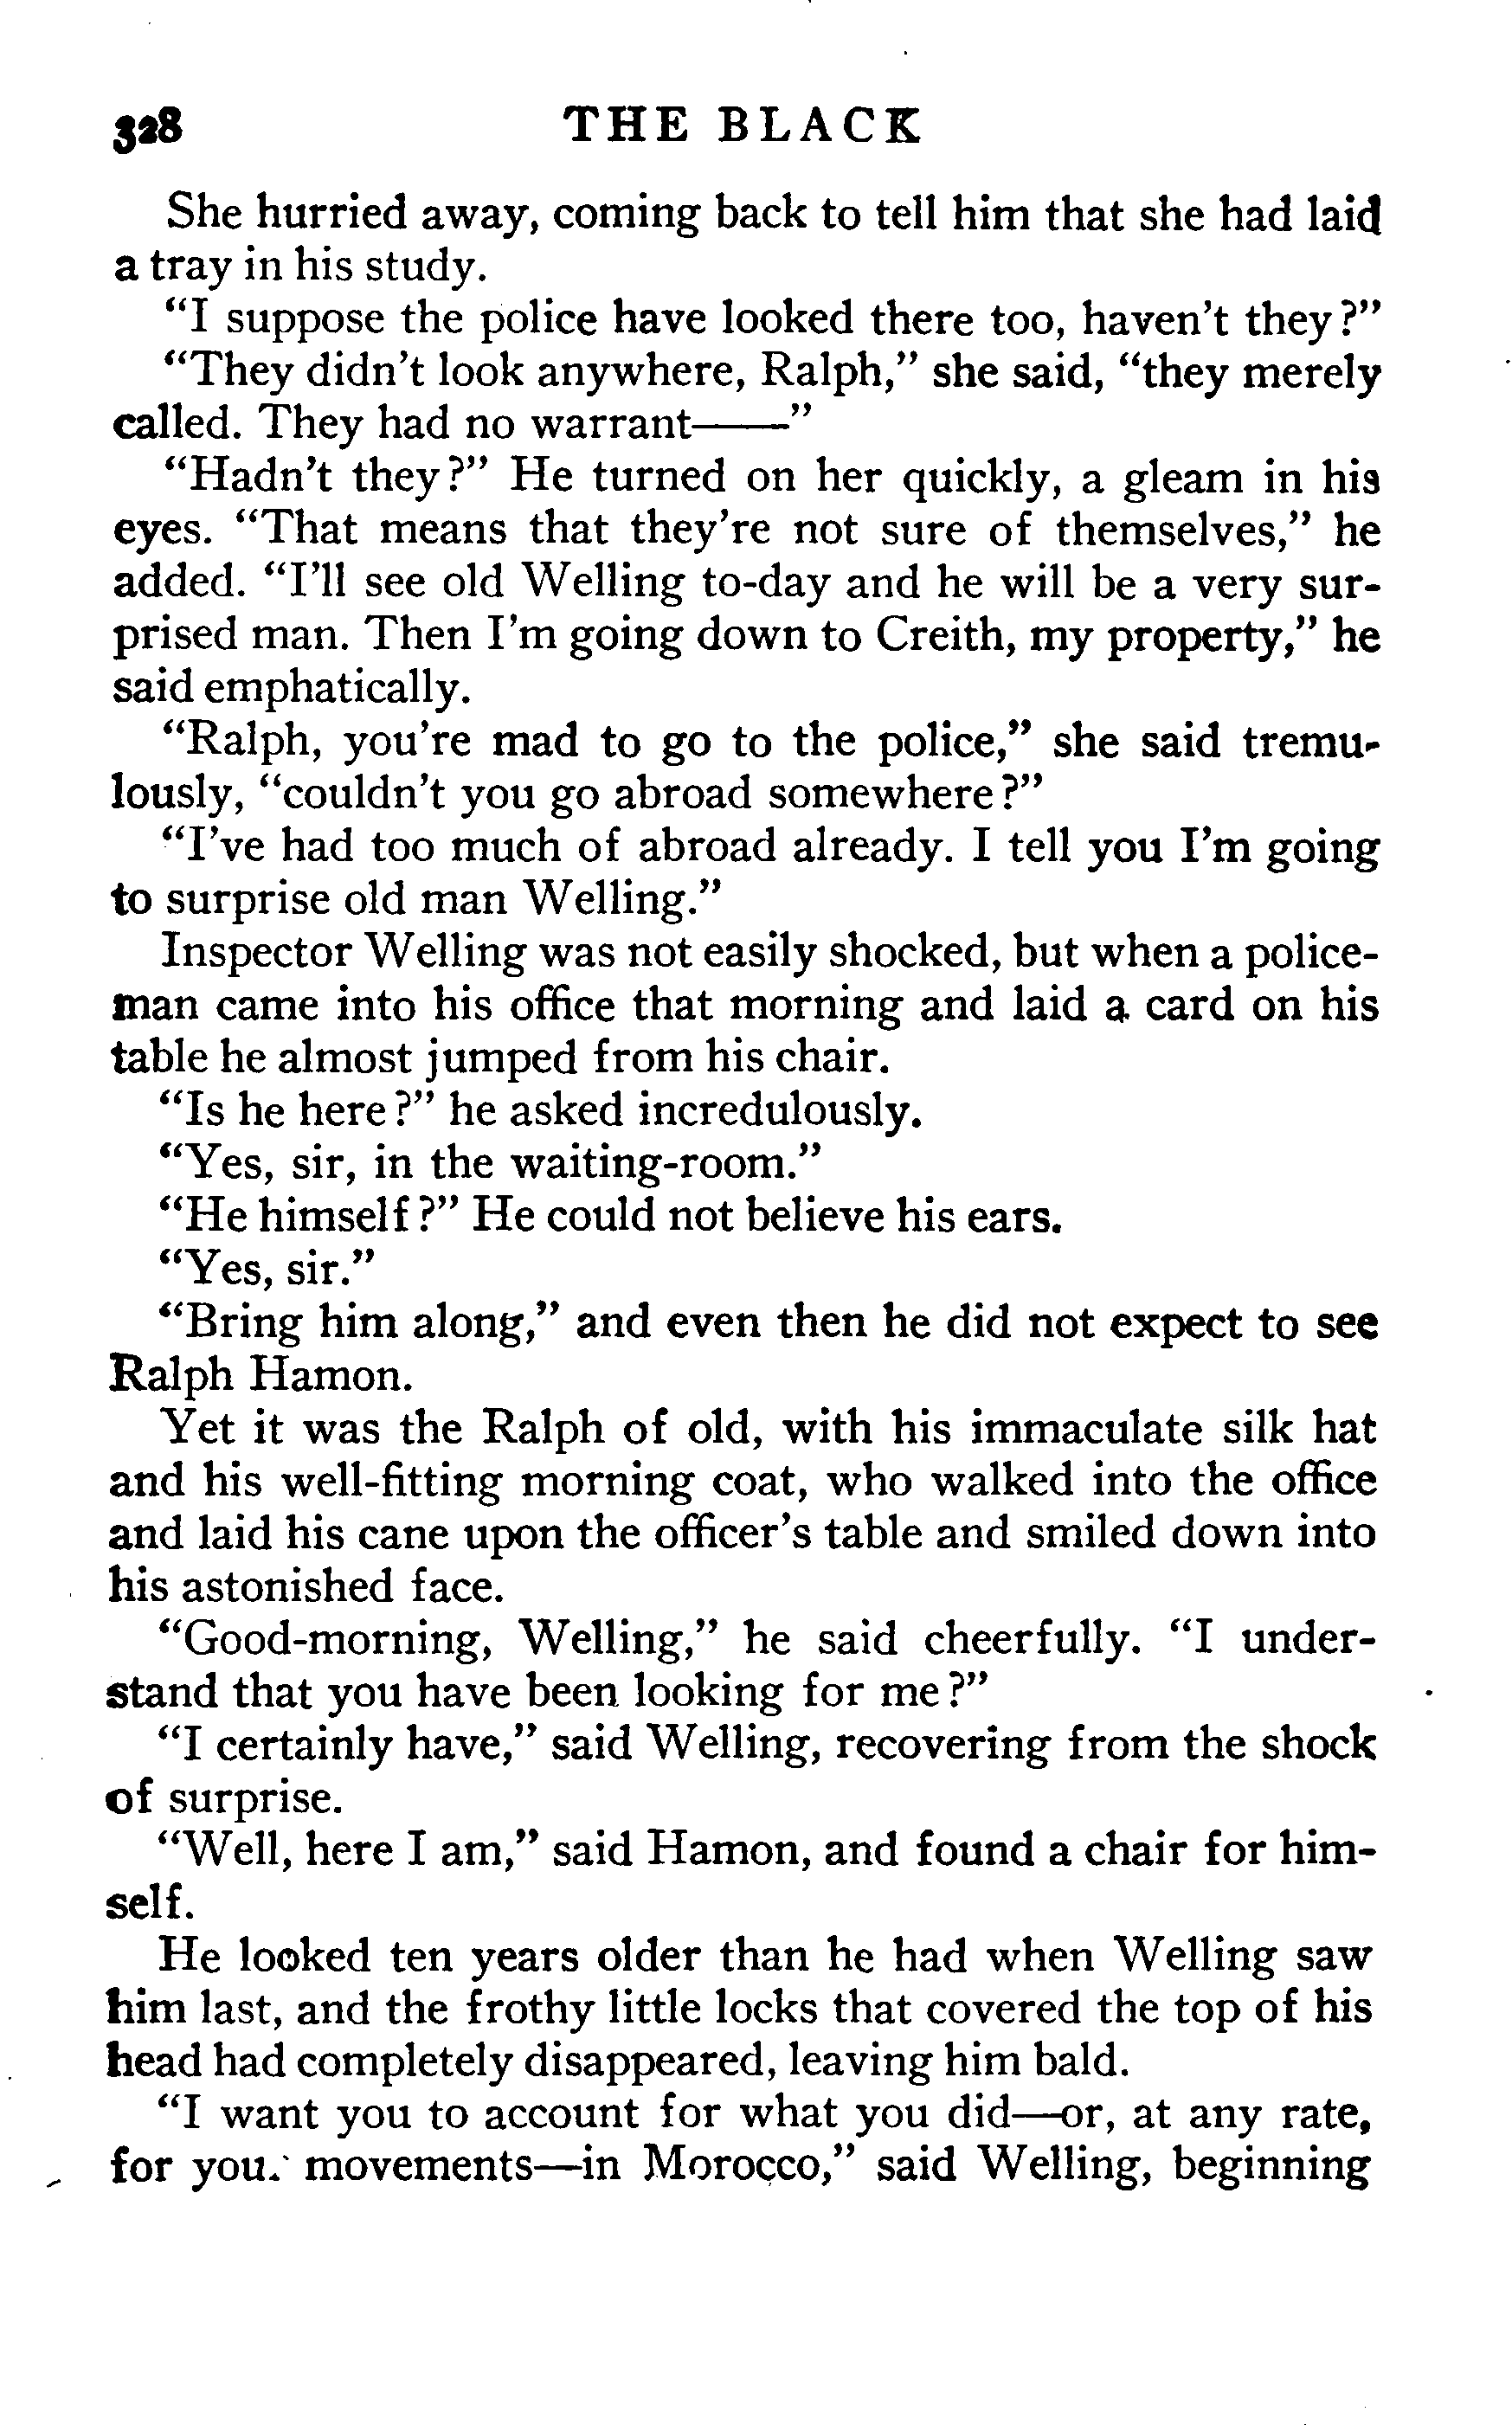 328 THE BLACK
She hurried away, coming back to tell him that she had laid
a tray in his study.
"I suppose the police have looked there too, haven't they?"
"They didn't look anywhere, Ralph," she said, "they merely
called. They had no warrant——"
"Hadn't they?" He turned on her quickly, a gleam in his
eyes. "That means that they're not sure of themselves," he
added. "I'll see old Welling to-day and he will be a very sur-
prised man. Then I'm going down to Creith, my property," he
said emphatically.
"Ralph, you're mad to go to the police," she said tremu-
lously, "couldn't you go abroad somewhere?"
"I've had too much of abroad already. I tell you I'm going
to surprise old man Welling."
Inspector Welling was not easily shocked, but when a police-
man came into his office that morning and laid a card on his
table he almost jumped from his chair.
"Is he here?" he asked incredulously.
"Yes, sir, in the waiting-room."
"He himself?" He could not believe his ears.
"Yes, sir."
"Bring him along," and even then he did not expect to see
Ralph Hamon.
Yet it was the Ralph of old, with his immaculate silk hat
and his well-fitting morning coat, who walked into the office
and laid his cane upon the officer's table and smiled down into
his astonished face.
"Good-morning, Welling," he said cheerfully. "I under-
stand that you have been looking for me?"
"I certainly have," said Welling, recovering from the shock
of surprise.
"Well, here I am," said Hamon, and found a chair for him-
self.
He looked ten years older than he had when Welling saw
him last, and the frothy little locks that covered the top of his
head had completely disappeared, leaving him bald.
"I want you to account for what you did—or, at any rate,
for you. movements—in Morocco," said Welling, beginning